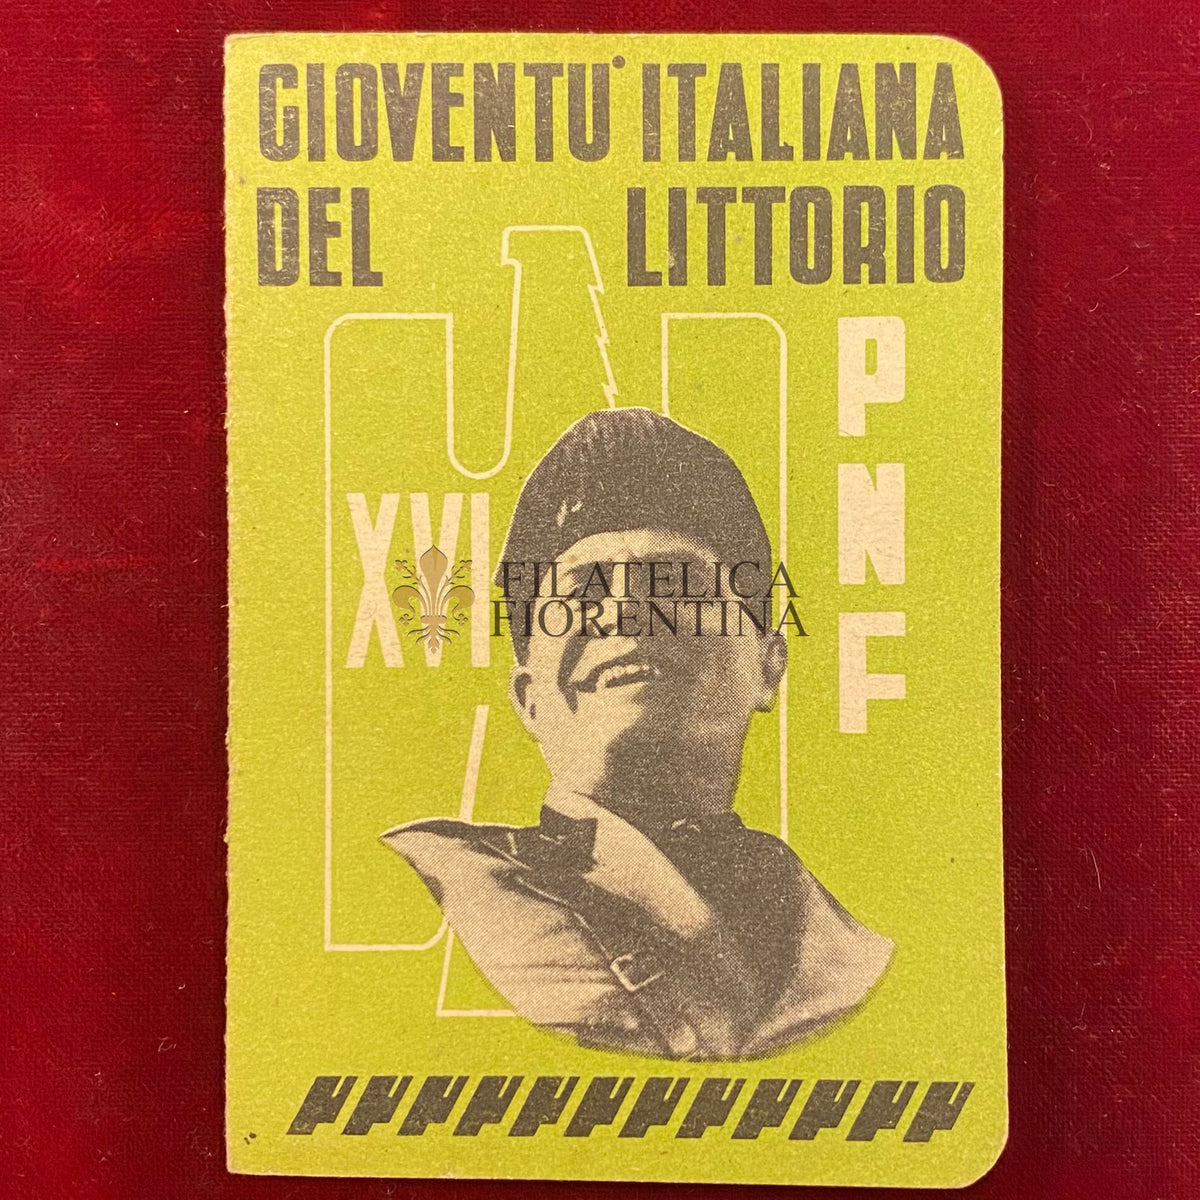 GIOVENTU' ITALIANA
DEL LITTORIO
PNF
XVI
FILATELICA
FIORENTINA